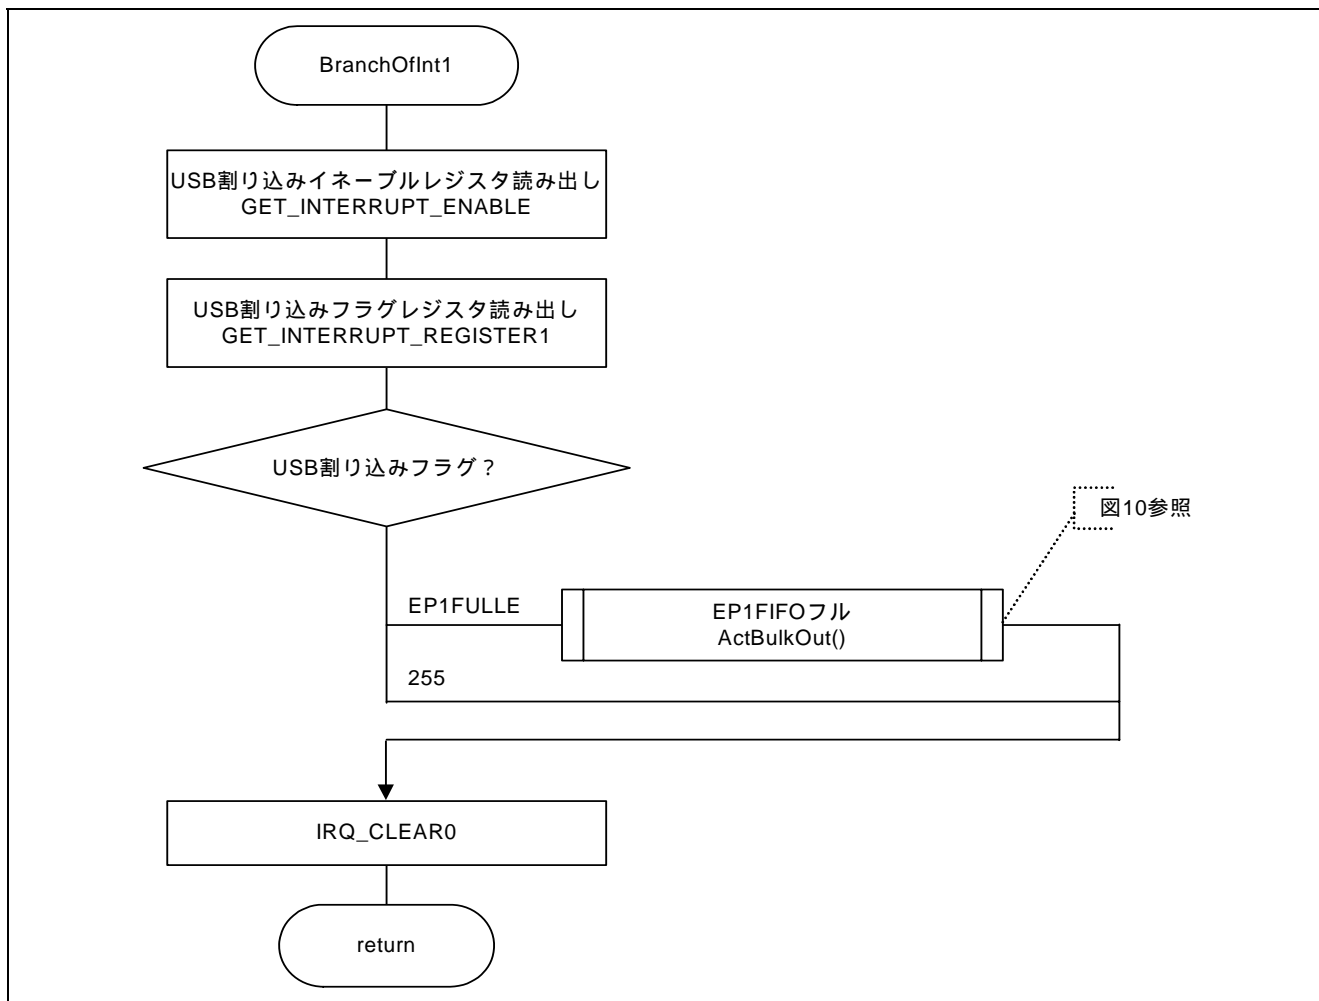 BranchOfInt1
USB割り込みイネーブルレジスタ読み出し
GET_INTERRUPT_ENABLE
USB割り込みフラグレジスタ読み出し
GET_INTERRUPT_REGISTER1
USB割り込みフラグ？
図10参照
EP1FULLE
EP1FIFOフル
ActBulkOut()
255
IRQ_CLEAR0
return